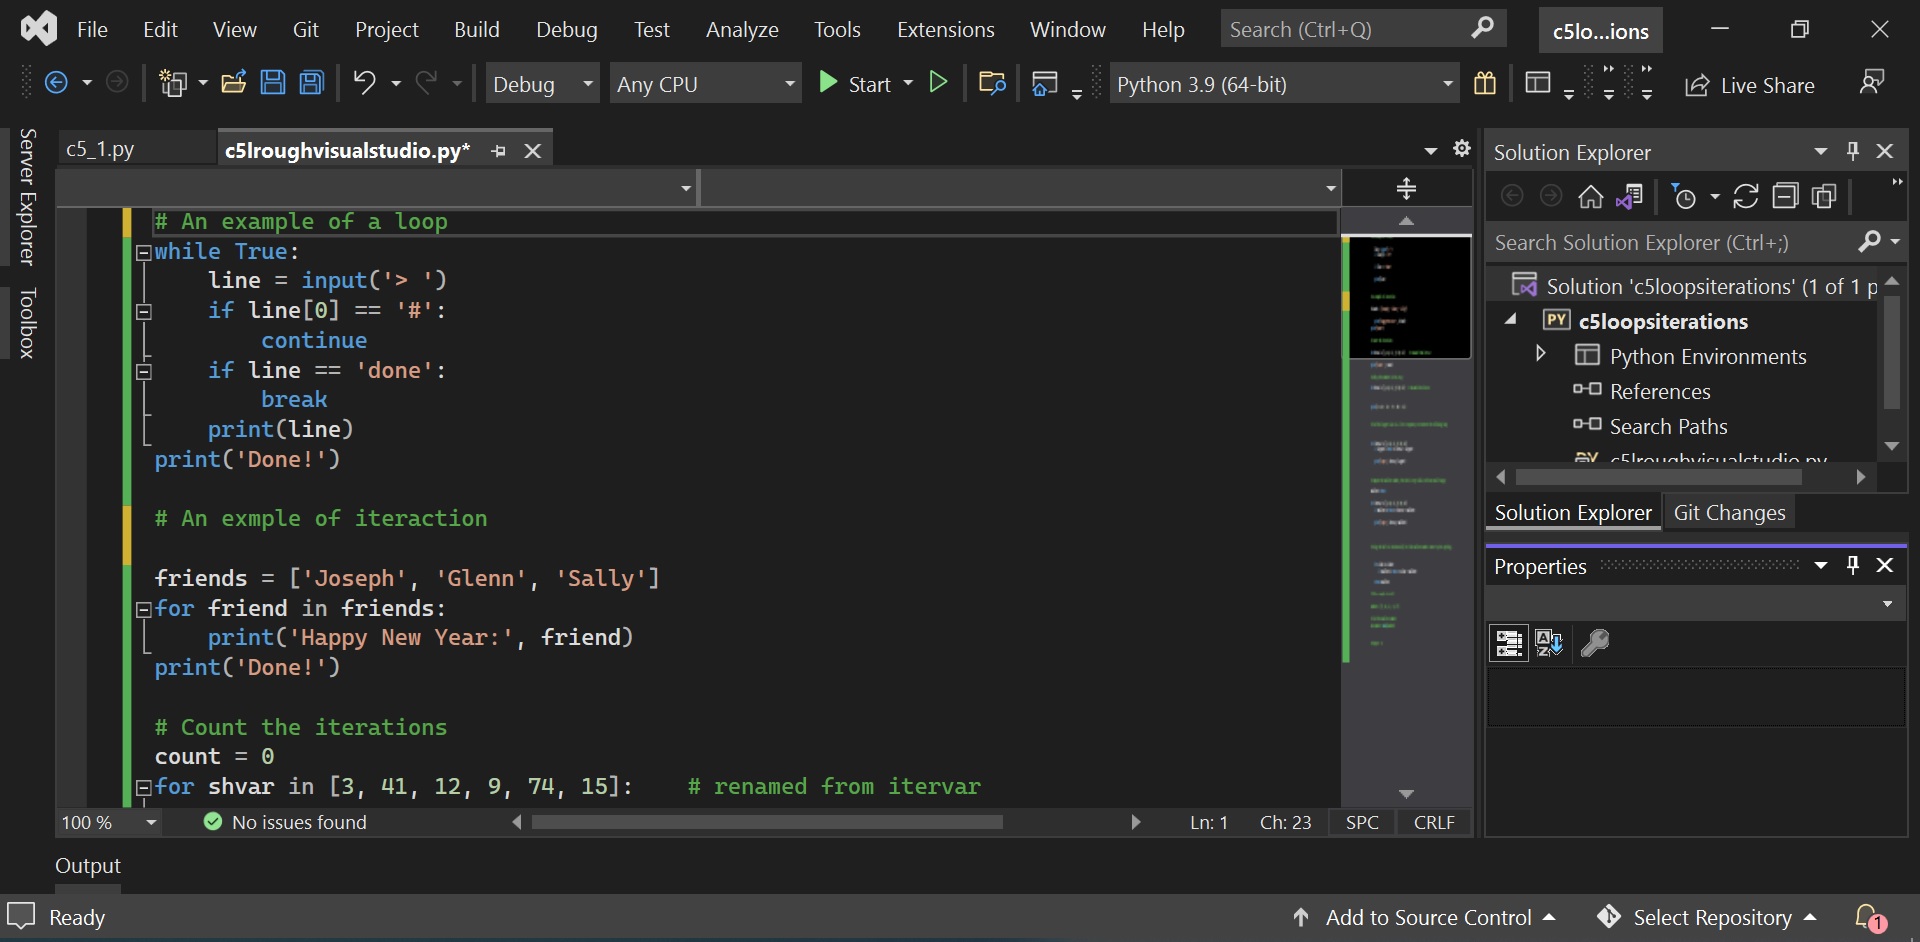 File Edit View Git Project Build Debug Test Analyze Tools Extensions Window Help Search (Ctrl+Q) c5lo...ions
Debug Any CPU Start Python 3.9 (64-bit) Live Share
Server Explorer
Toolbox
c5_1.py c5lroughvisualstudio.py*
# An example of a loop
while True:
    line = input('> ')
    if line[0] == '#':
        continue
    if line == 'done':
        break
    print(line)
print('Done!')
# An exmple of iteraction
friends = ['Joseph', 'Glenn', 'Sally']
for friend in friends:
    print('Happy New Year:', friend)
print('Done!')
# Count the iterations
count = 0
for shvar in [3, 41, 12, 9, 74, 15]:    # renamed from itervar
100 % No issues found Ln: 1 Ch: 23 SPC CRLF
Solution Explorer
Search Solution Explorer (Ctrl+;)
Solution 'c5loopsiterations' (1 of 1 p
PY c5loopsiterations
Python Environments
References
Search Paths
c5lroughvisualstudio.py
Solution Explorer Git Changes
Properties
Output
Ready Add to Source Control Select Repository 1